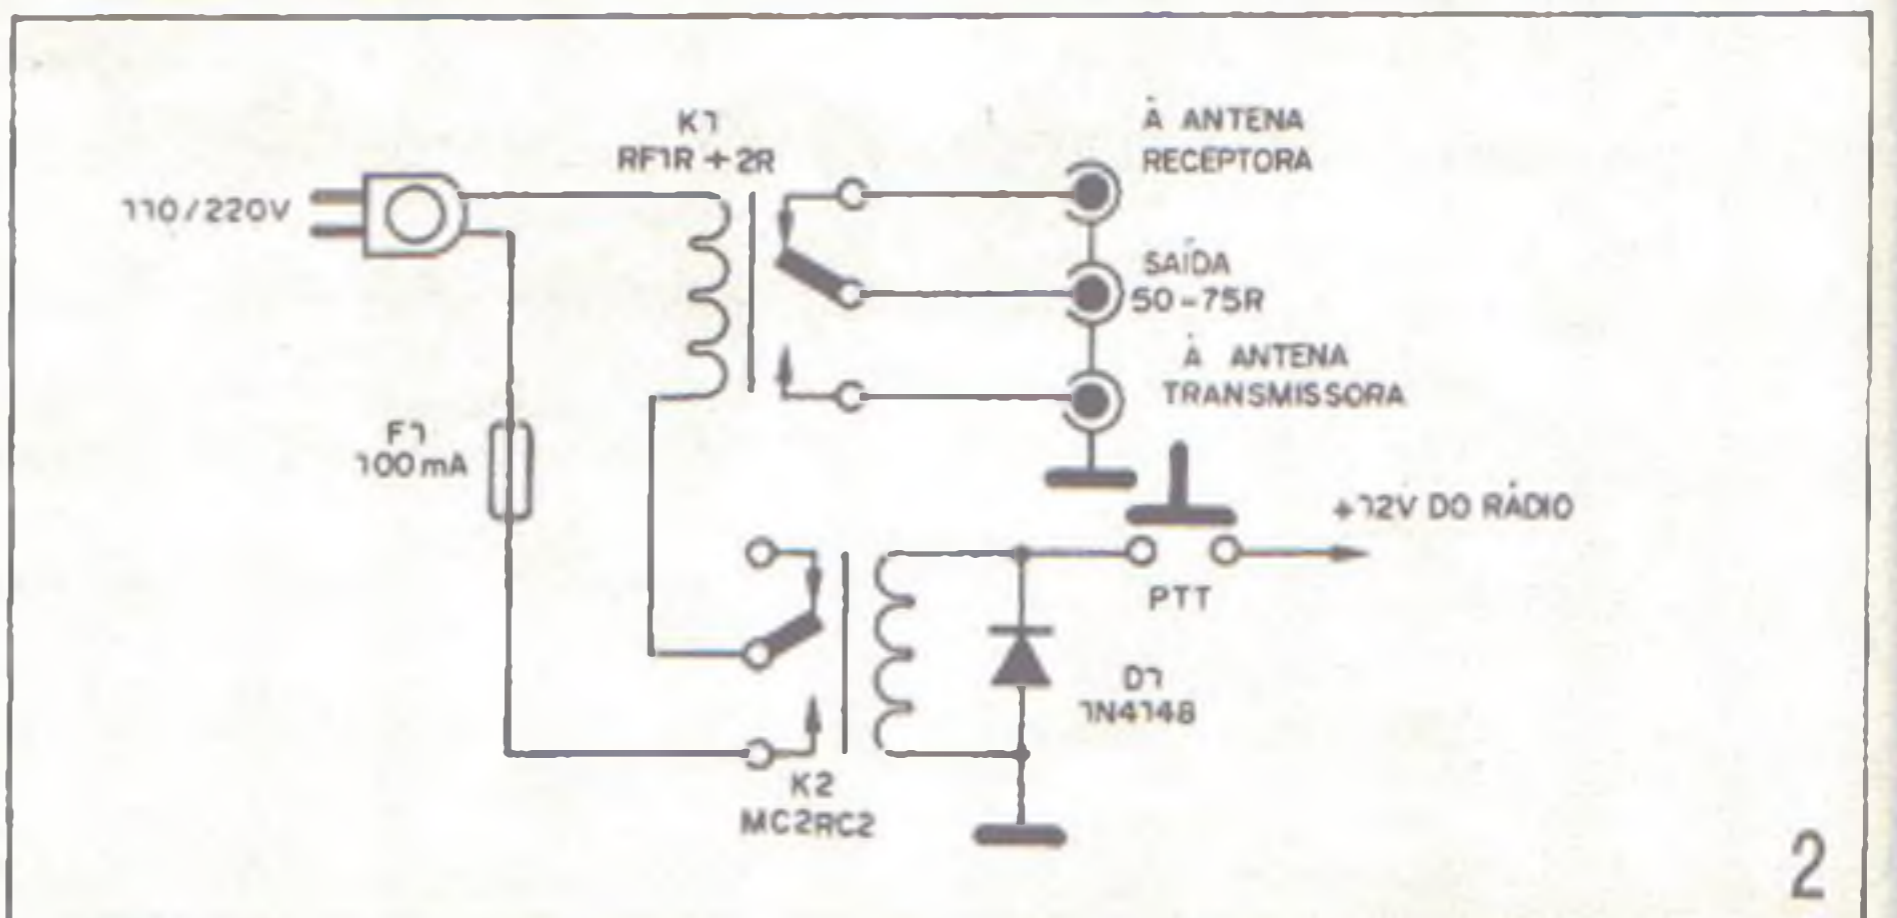 K1
RF1R + 2R
110/220V
À ANTENA
RECEPTORA
SAÍDA
50-75R
À ANTENA
TRANSMISSORA
F1
100mA
+12V DO RÁDIO
PTT
D1
1N4148
K2
MC2RC2
2